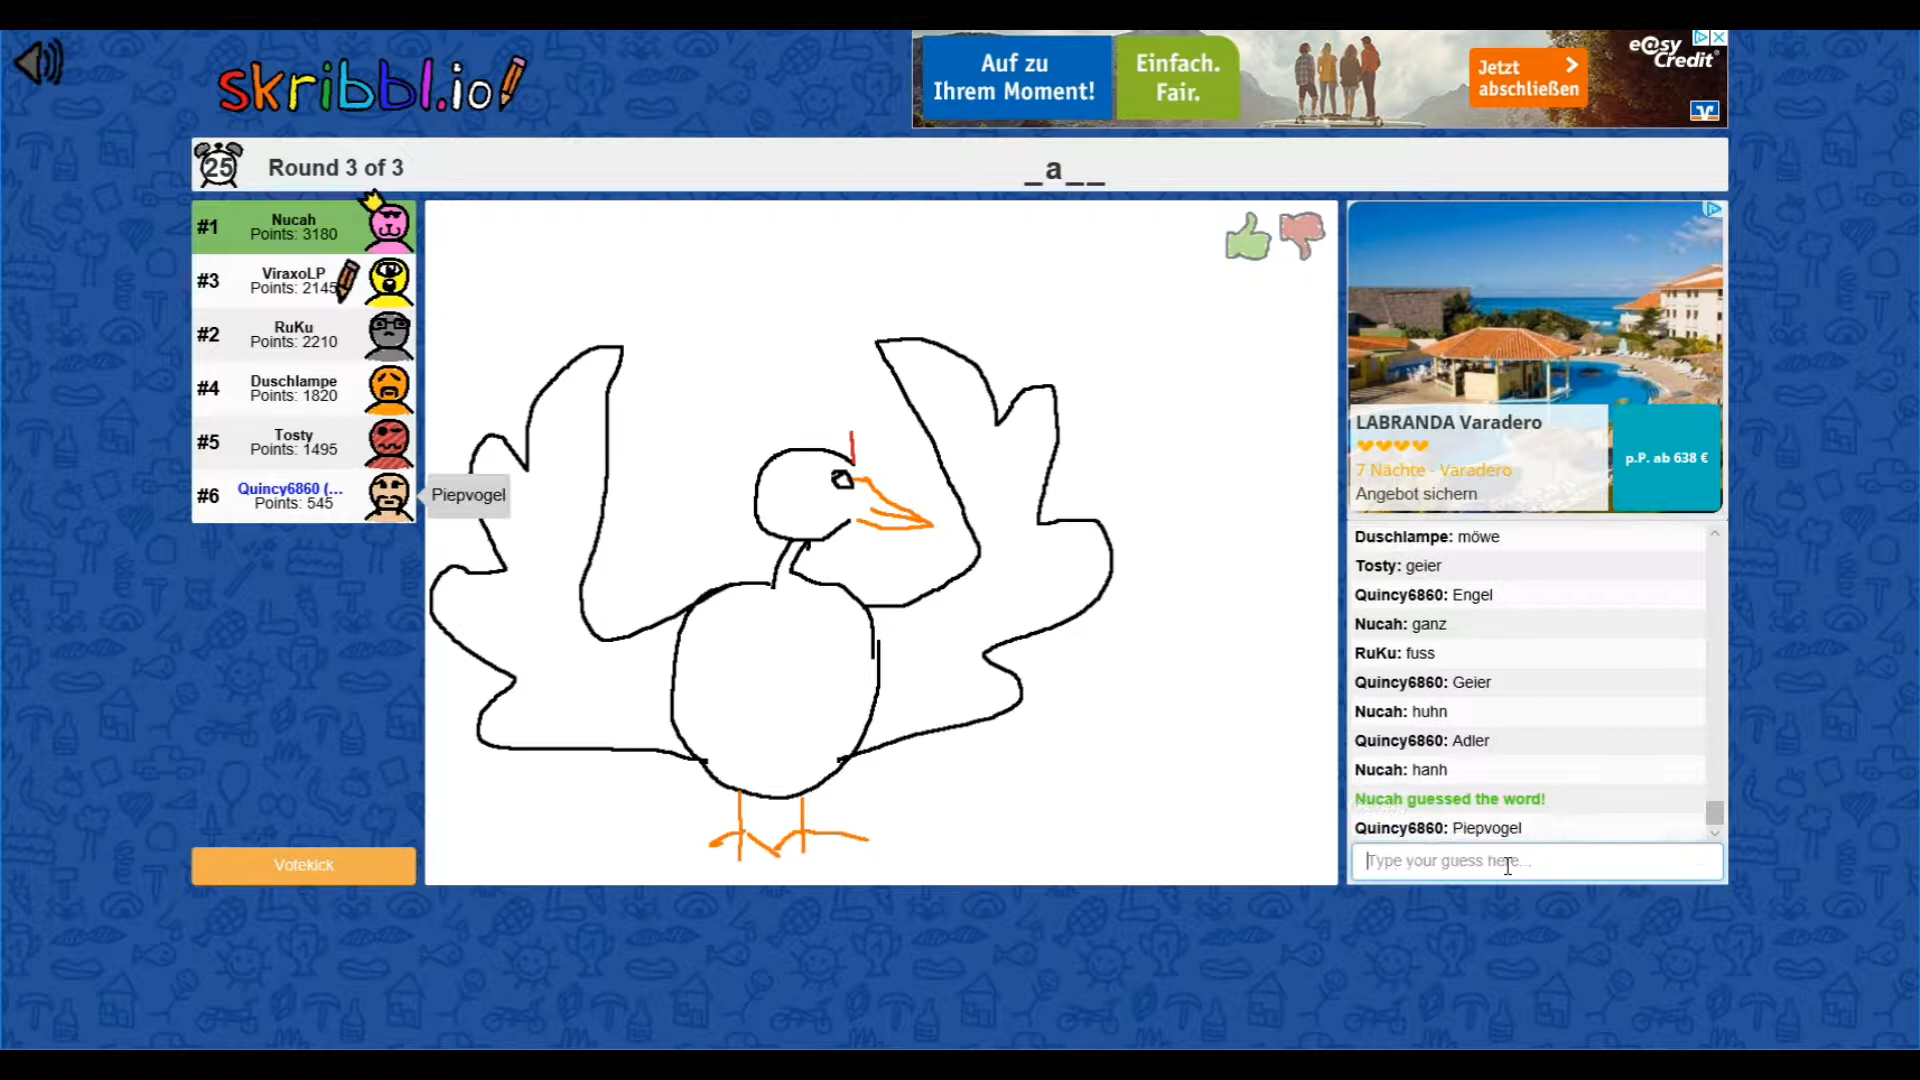 skribbl.io
Auf zu
Ihrem Moment!
Einfach.
Fair.
Jetzt
abschließen
e@sy
Credit
25
Round 3 of 3
_a__
#1
Nucah
Points: 3180
#3
ViraxoLP
Points: 2145
#2
RuKu
Points: 2210
#4
Duschlampe
Points: 1820
#5
Tosty
Points: 1495
#6
Quincy6860 (...
Points: 545
Piepvogel
Votekick
LABRANDA Varadero
7 Nächte - Varadero
Angebot sichern
p.P. ab 638 €
Duschlampe: möwe
Tosty: geier
Quincy6860: Engel
Nucah: ganz
RuKu: fuss
Quincy6860: Geier
Nucah: huhn
Quincy6860: Adler
Nucah: hanh
Nucah guessed the word!
Quincy6860: Piepvogel
Type your guess here...